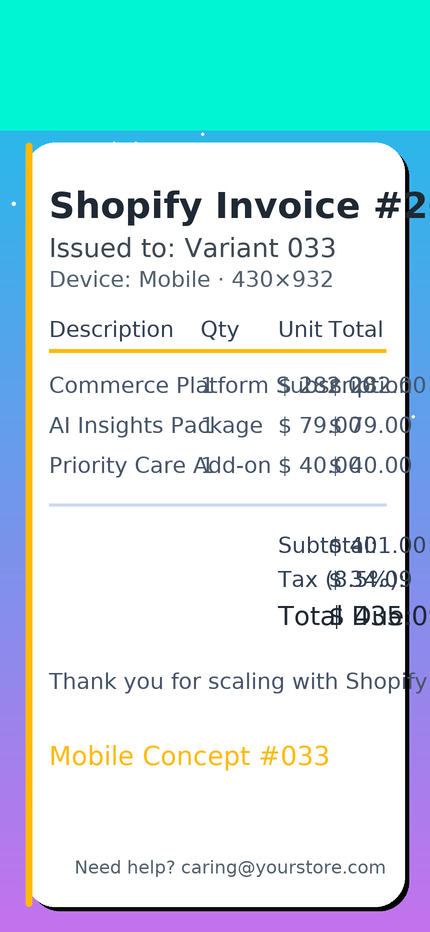 Shopify Invoice #2
Issued to: Variant 033
Device: Mobile · 430×932
Description Qty Unit Total
Commerce Platform Subscription 1 $ 282.00 $ 282.00
AI Insights Package 1 $ 79.00 $ 79.00
Priority Care Add-on 1 $ 40.00 $ 40.00
Subtotal: $ 401.00
Tax (8.5%) $ 34.09
Total Due $ 435.0
Thank you for scaling with Shopify
Mobile Concept #033
Need help? caring@yourstore.com